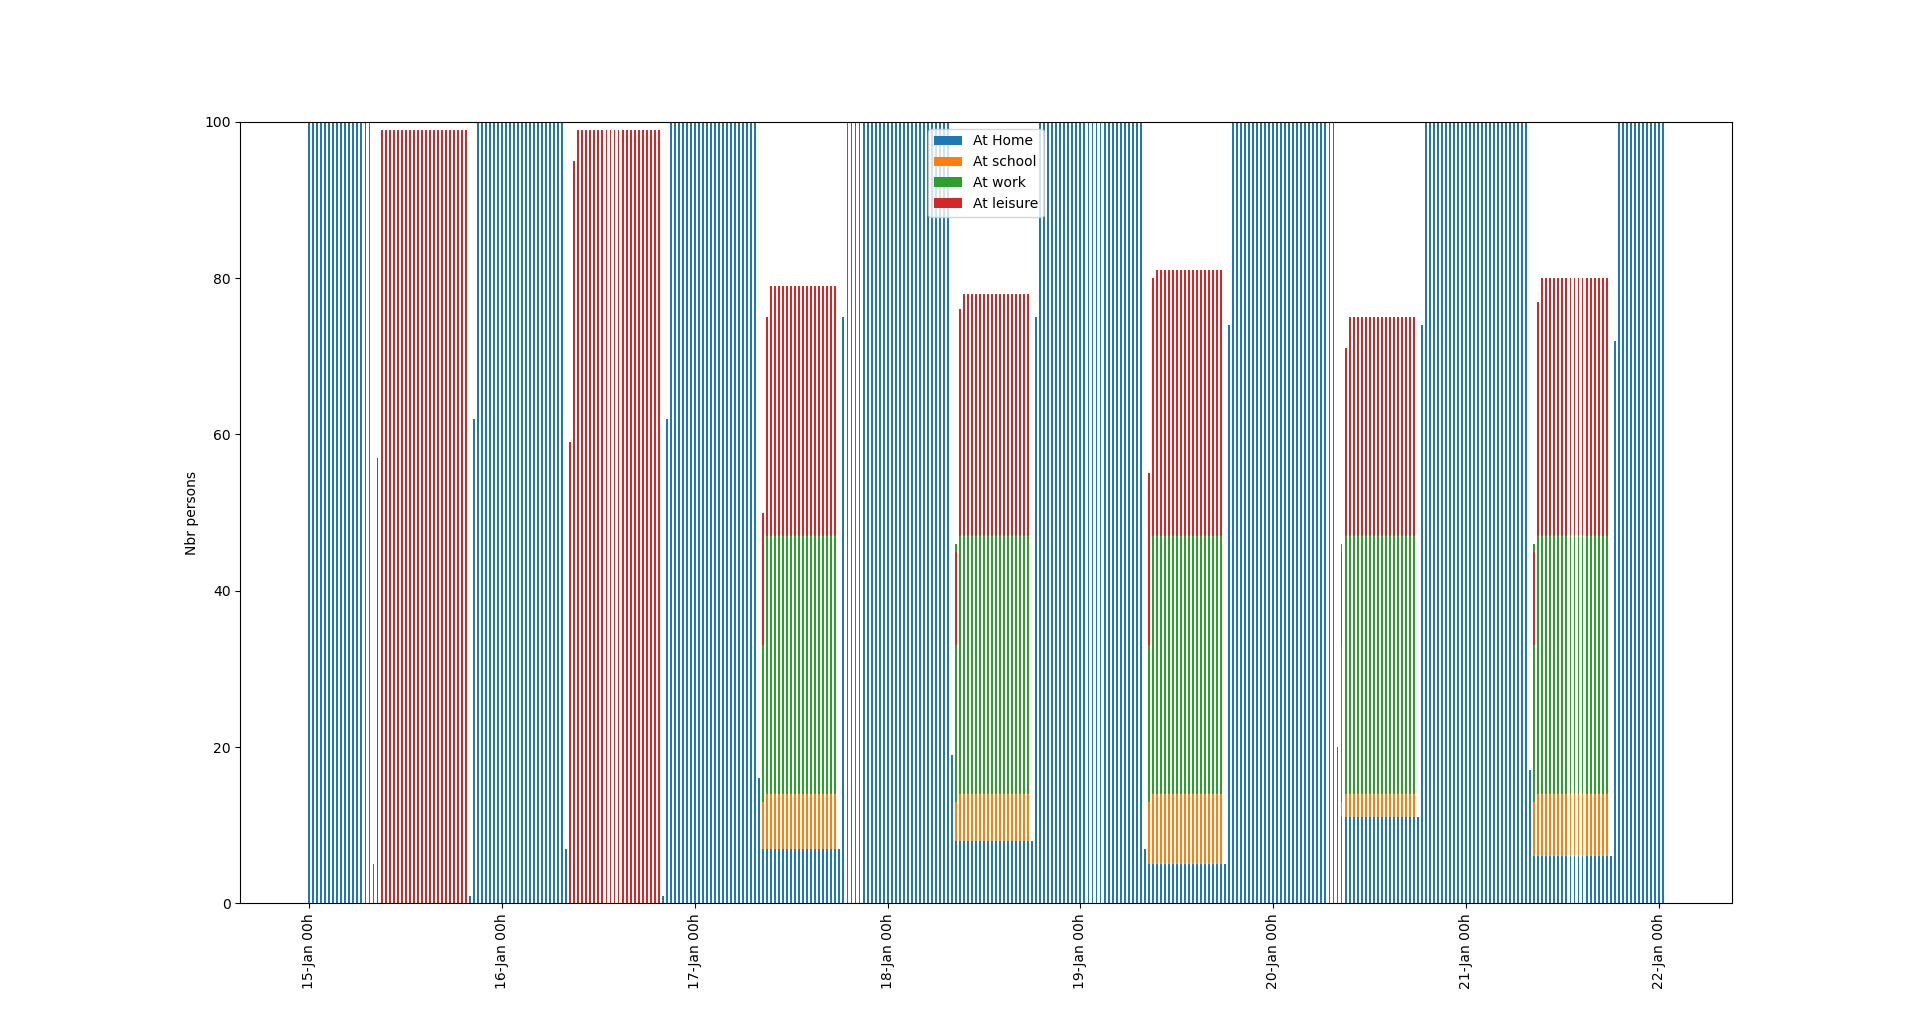 100
80
60
40
20
0
Nbr persons
At Home
At school
At work
At leisure
15-Jan 00h
16-Jan 00h
17-Jan 00h
18-Jan 00h
19-Jan 00h
20-Jan 00h
21-Jan 00h
22-Jan 00h